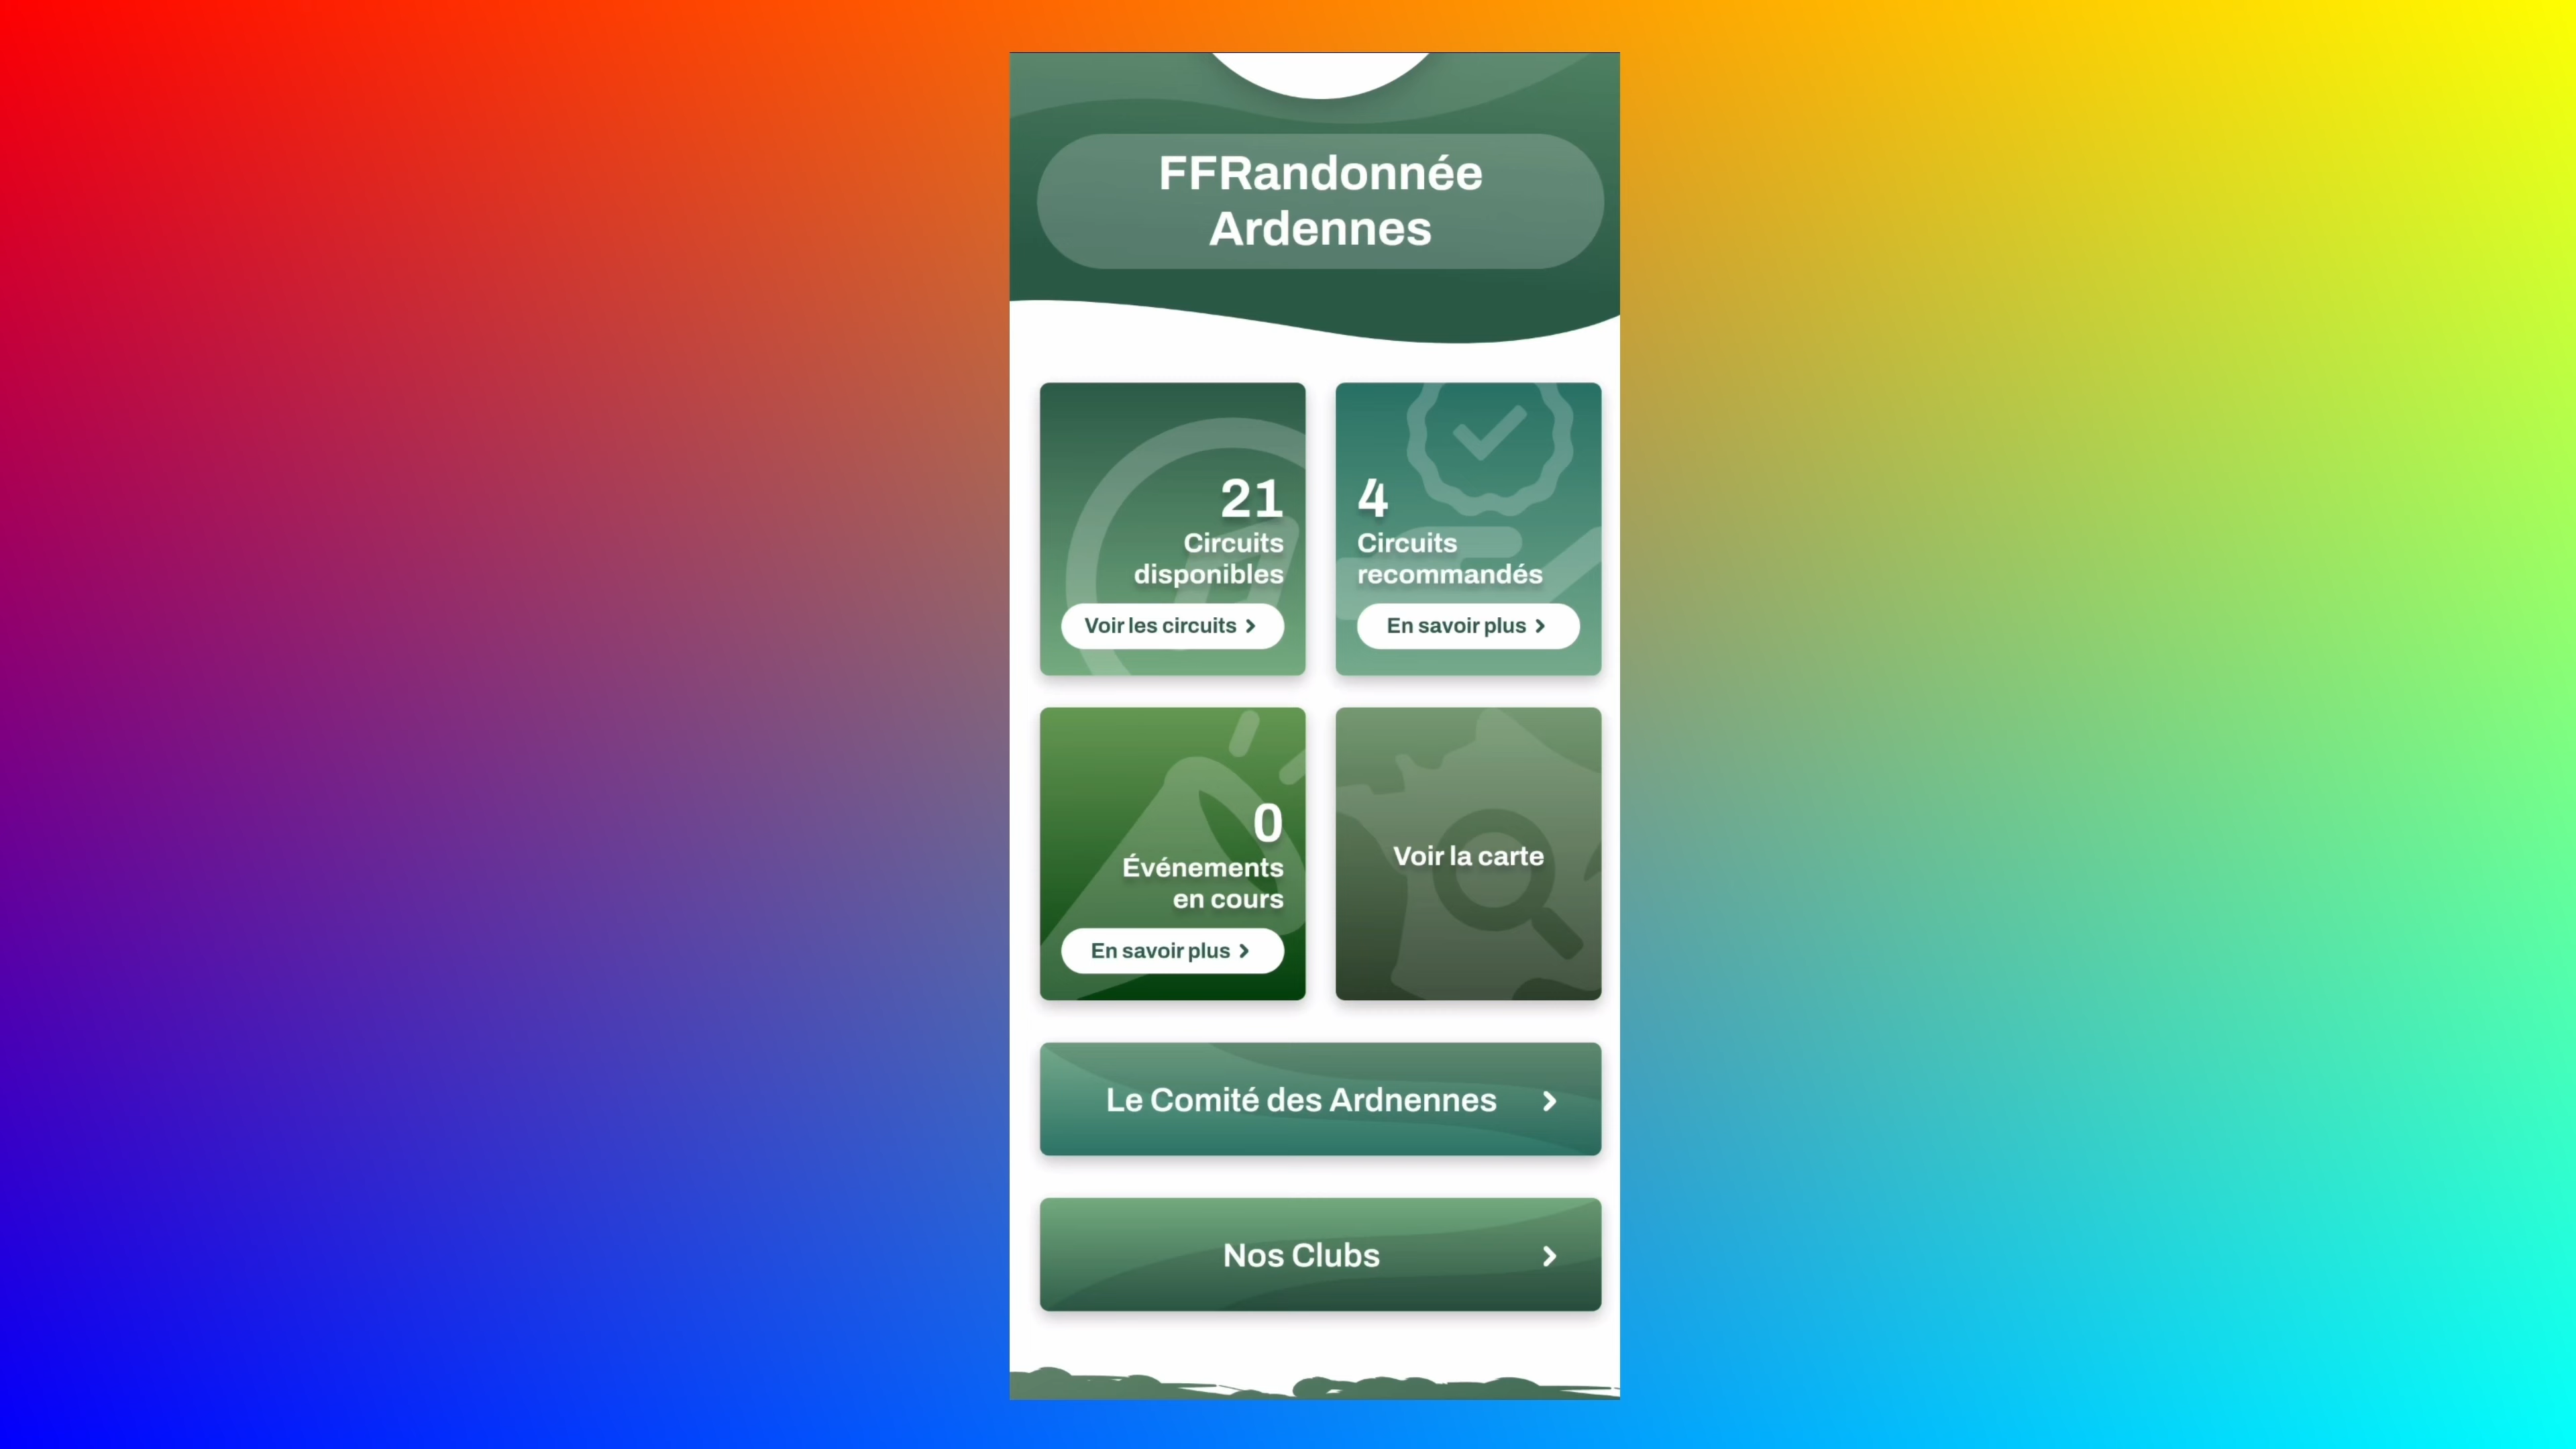 FFRandonnée
Ardennes
21
Circuits
disponibles
Voir les circuits
4
Circuits
recommandés
En savoir plus
0
Événements
en cours
En savoir plus
Voir la carte
Le Comité des Ardnennes
Nos Clubs